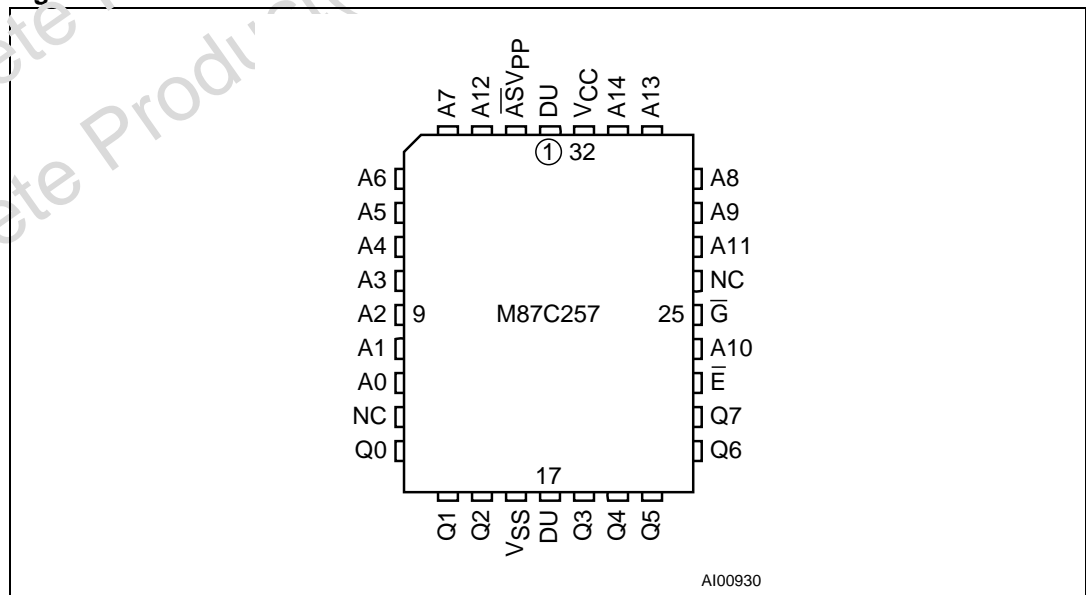 A7 A12 A̅S̅VPP DU VCC A14 A13
1 32
A6 A8
A5 A9
A4 A11
A3 NC
A2 9 M87C257 25 G̅
A1 A10
A0 E̅
NC Q7
Q0 Q6
17
Q1 Q2 VSS DU Q3 Q4 Q5
AI00930